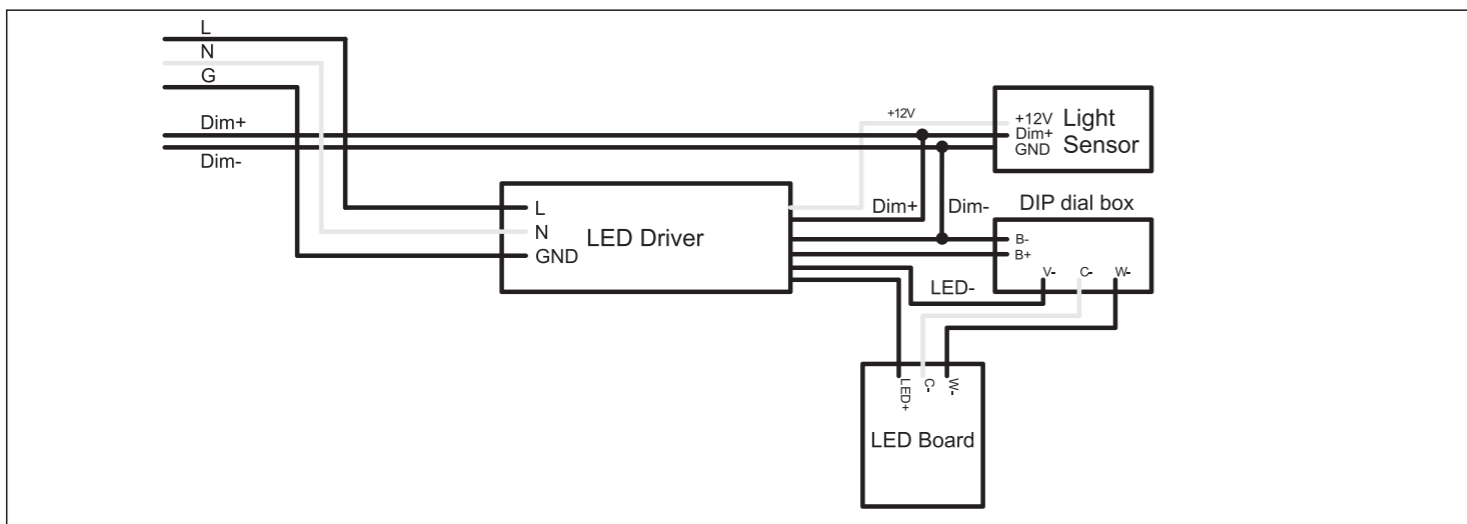 L
N
G
Dim+
Dim-
+12V
+12V
Dim+
GND
Light
Sensor
L
N
GND
LED Driver
Dim+
Dim-
DIP dial box
B-
B+
V-
C-
W-
LED-
LED+
C-
W-
LED Board